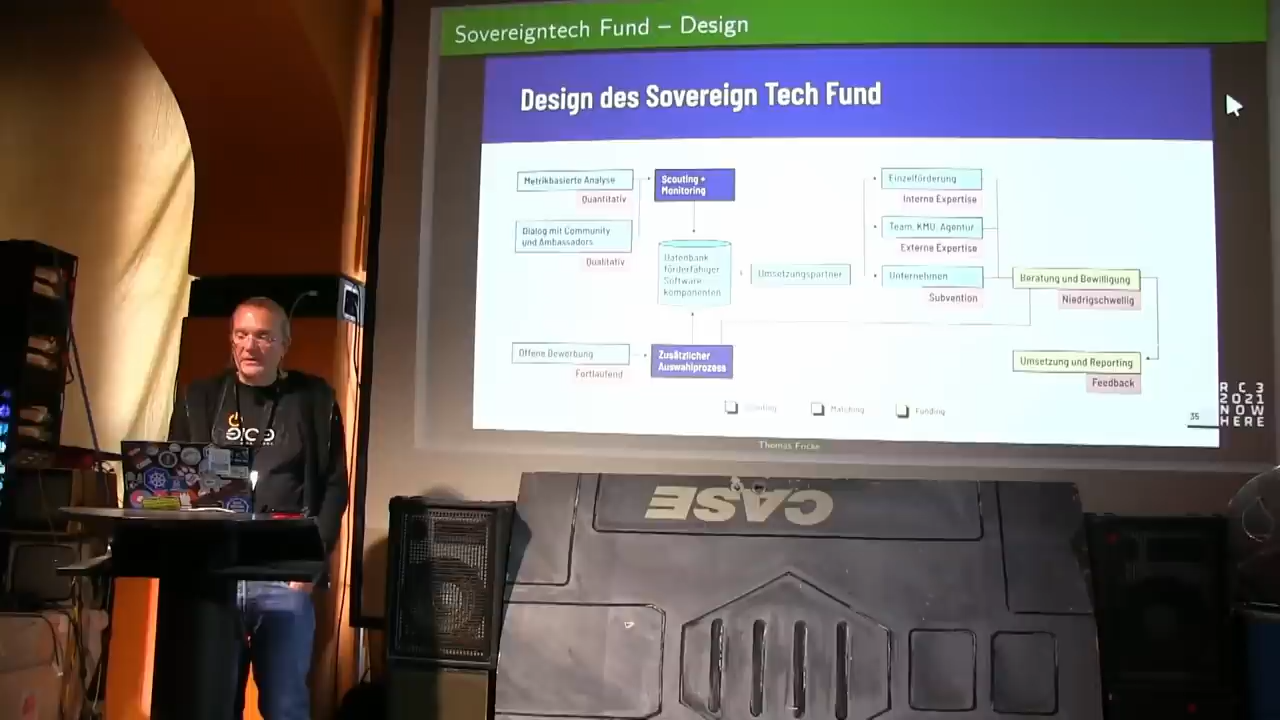 Sovereigntech Fund – Design
Design des Sovereign Tech Fund
Metrikbasierte Analyse
Quantitativ
Dialog mit Community
und Ambassadors
Qualitativ
Scouting +
Monitoring
Datenbank
förderfähiger
Software-
komponenten
Umsetzungspartner
Einzelförderung
Interne Expertise
Team, KMU, Agentur
Externe Expertise
Unternehmen
Subvention
Beratung und Bewilligung
Niedrigschwellig
Offene Bewerbung
Fortlaufend
Zusätzlicher
Auswahlprozess
Umsetzung und Reporting
Feedback
Scouting
Matching
Funding
35
Thomas Fricke
RC3
2021
NOW
HERE
CASE